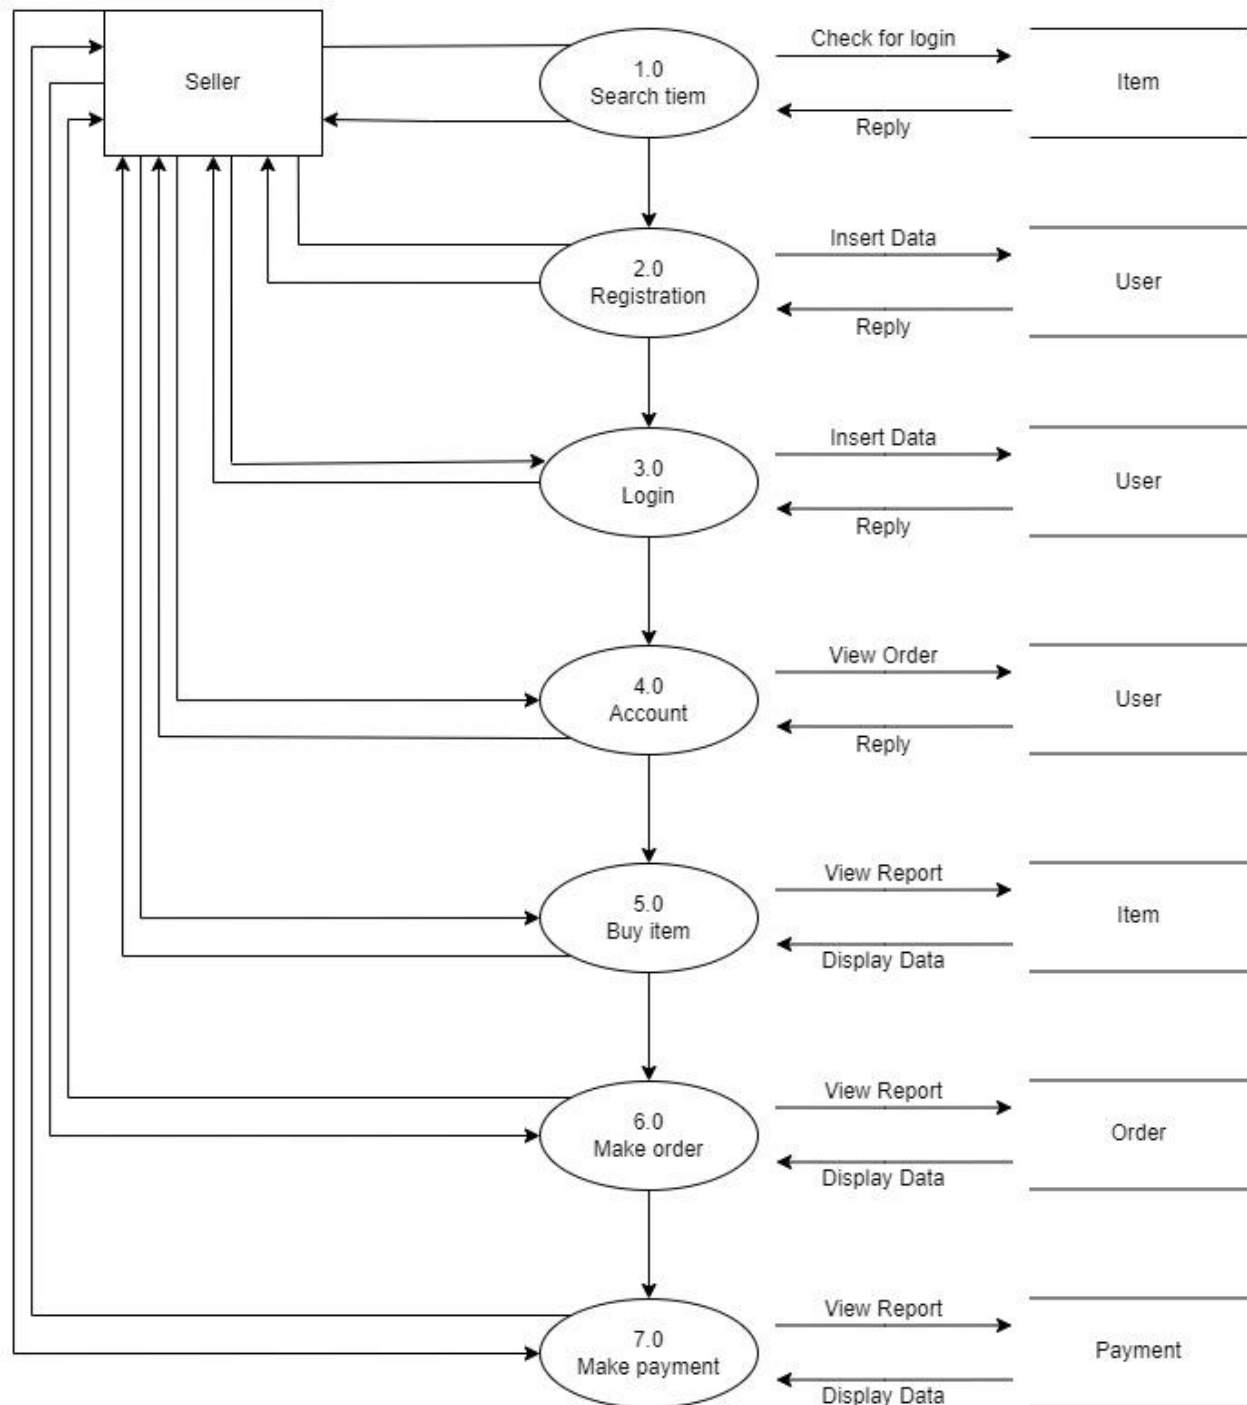 Seller
1.0
Search tiem
Check for login
Reply
Item
2.0
Registration
Insert Data
Reply
User
3.0
Login
Insert Data
Reply
User
4.0
Account
View Order
Reply
User
5.0
Buy item
View Report
Display Data
Item
6.0
Make order
View Report
Display Data
Order
7.0
Make payment
View Report
Display Data
Payment